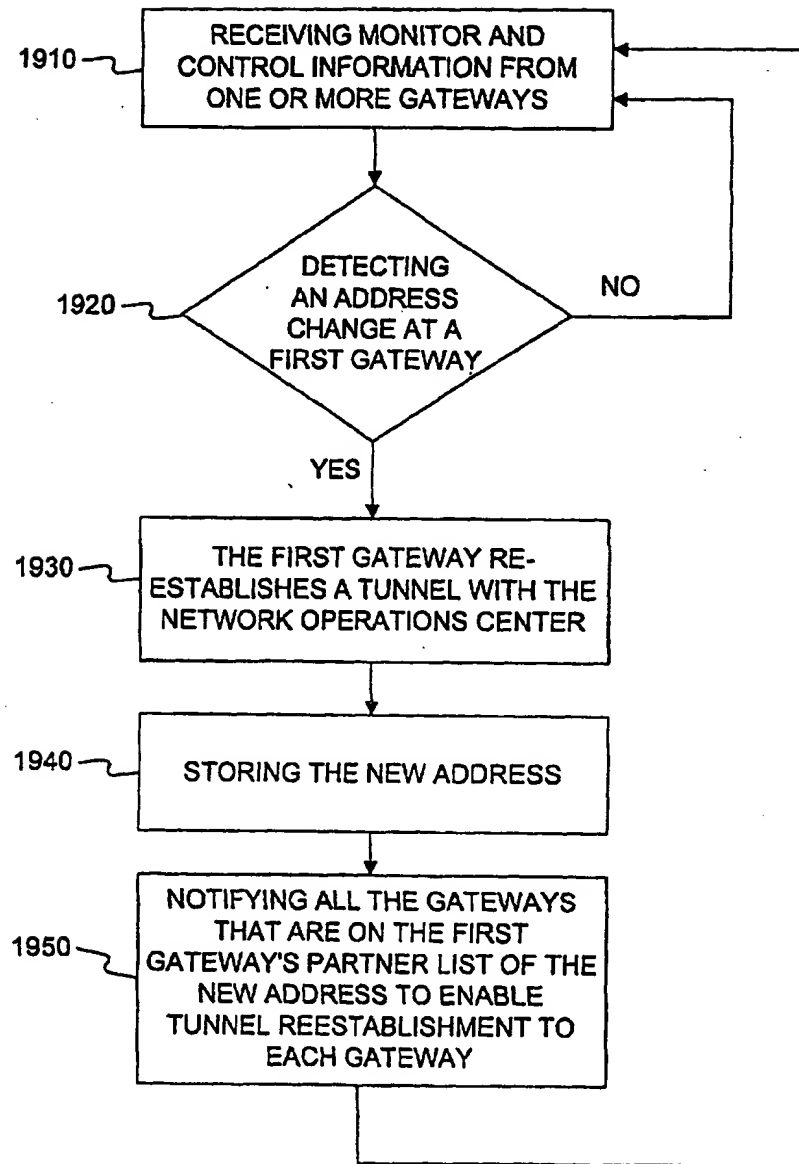 1910
RECEIVING MONITOR AND
CONTROL INFORMATION FROM
ONE OR MORE GATEWAYS
1920
DETECTING
AN ADDRESS
CHANGE AT A
FIRST GATEWAY
NO
YES
1930
THE FIRST GATEWAY RE-
ESTABLISHES A TUNNEL WITH THE
NETWORK OPERATIONS CENTER
1940
STORING THE NEW ADDRESS
1950
NOTIFYING ALL THE GATEWAYS
THAT ARE ON THE FIRST
GATEWAY'S PARTNER LIST OF THE
NEW ADDRESS TO ENABLE
TUNNEL REESTABLISHMENT TO
EACH GATEWAY